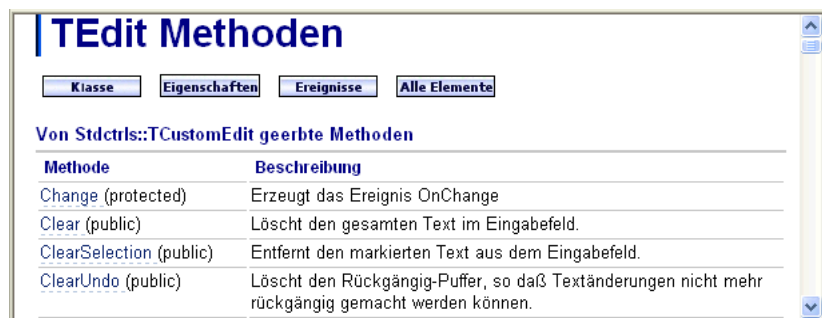 TEdit Methoden
Klasse Eigenschaften Ereignisse Alle Elemente
Von Stdctrls::TCustomEdit geerbte Methoden
Methode Beschreibung
Change (protected) Erzeugt das Ereignis OnChange
Clear (public) Löscht den gesamten Text im Eingabefeld.
ClearSelection (public) Entfernt den markierten Text aus dem Eingabefeld.
ClearUndo (public) Löscht den Rückgängig-Puffer, so daß Textänderungen nicht mehr
rückgängig gemacht werden können.